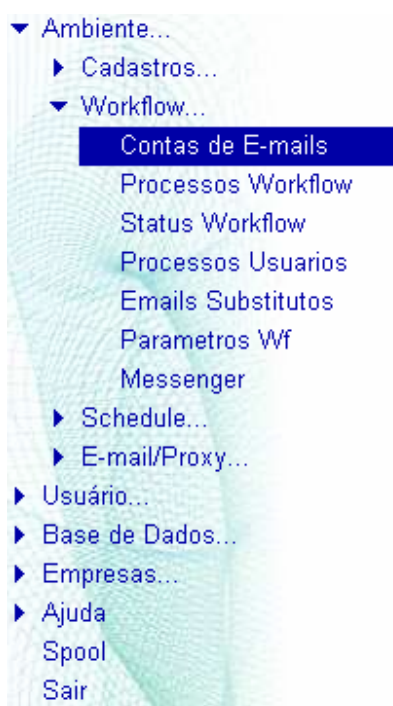 Ambiente...
Cadastros...
Workflow...
Contas de E-mails
Processos Workflow
Status Workflow
Processos Usuarios
Emails Substitutos
Parametros Wf
Messenger
Schedule...
E-mail/Proxy...
Usuário...
Base de Dados...
Empresas...
Ajuda
Spool
Sair